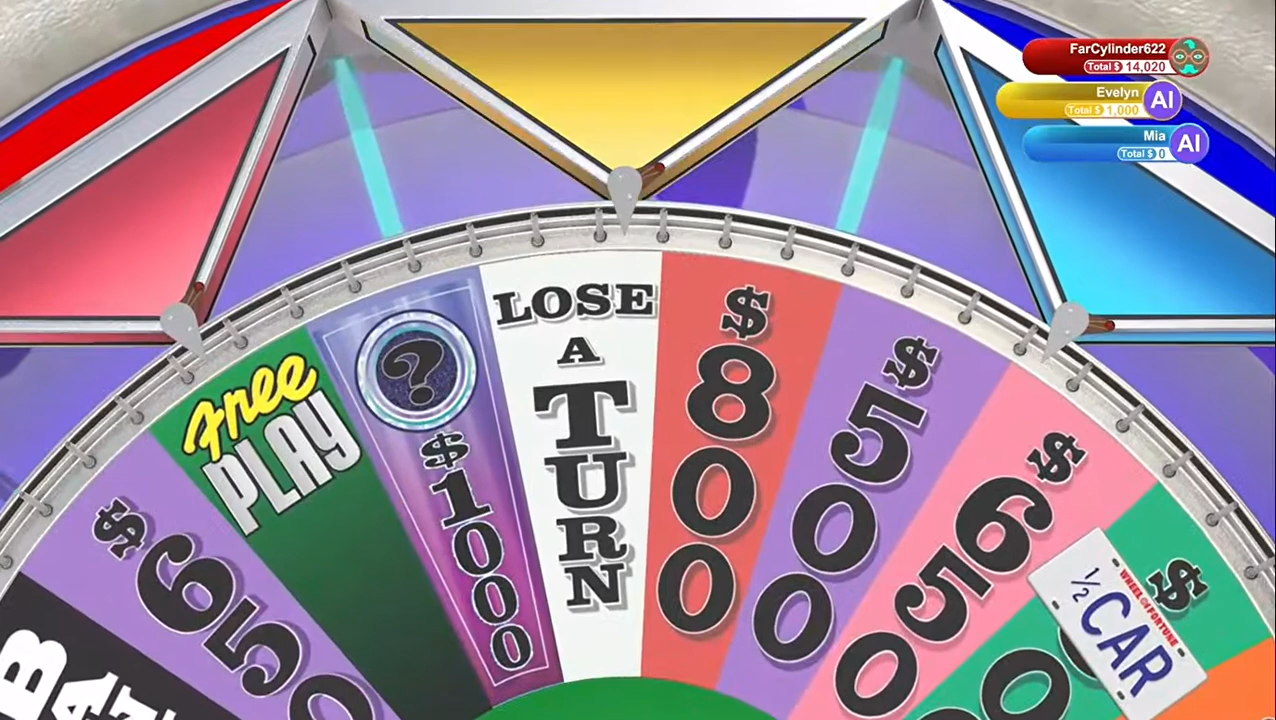 FarCylinder622
Total $ 14,020
Evelyn
AI
Total $ 1,000
Mia
AI
Total $ 0
$650
Free
PLAY
?
$1000
LOSE
A
TURN
$800
$500
$650
$
WHEEL OF FORTUNE
½
CAR